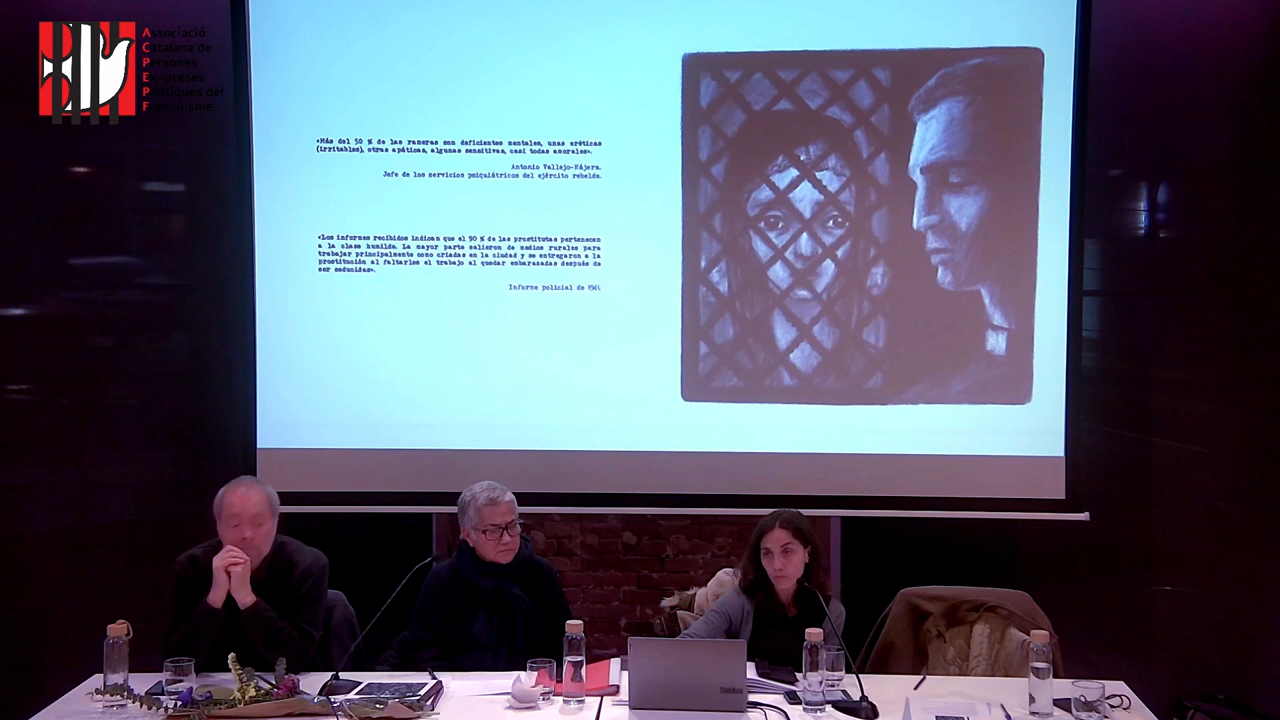 Associació
Catalana de
Persones
Ex-preses
Polítiques del
Franquisme
«Más del 50 % de las rameras son deficientes mentales, unas eréticas
(irritables), otras apáticas, algunas sensitivas, casi todas amorales».
Antonio Vallejo-Nájera.
Jefe de los servicios psiquiátricos del ejército rebelde.
«Los informes recibidos indican que el 90 % de las prostitutas pertenecen
a la clase humilde. La mayor parte salieron de medios rurales para
trabajar principalmente como criadas en la ciudad y se entregaron a la
prostitución al faltarles el trabajo al quedar embarazadas después de
ser seducidas».
Informe policial de 1941.
ThinkBook